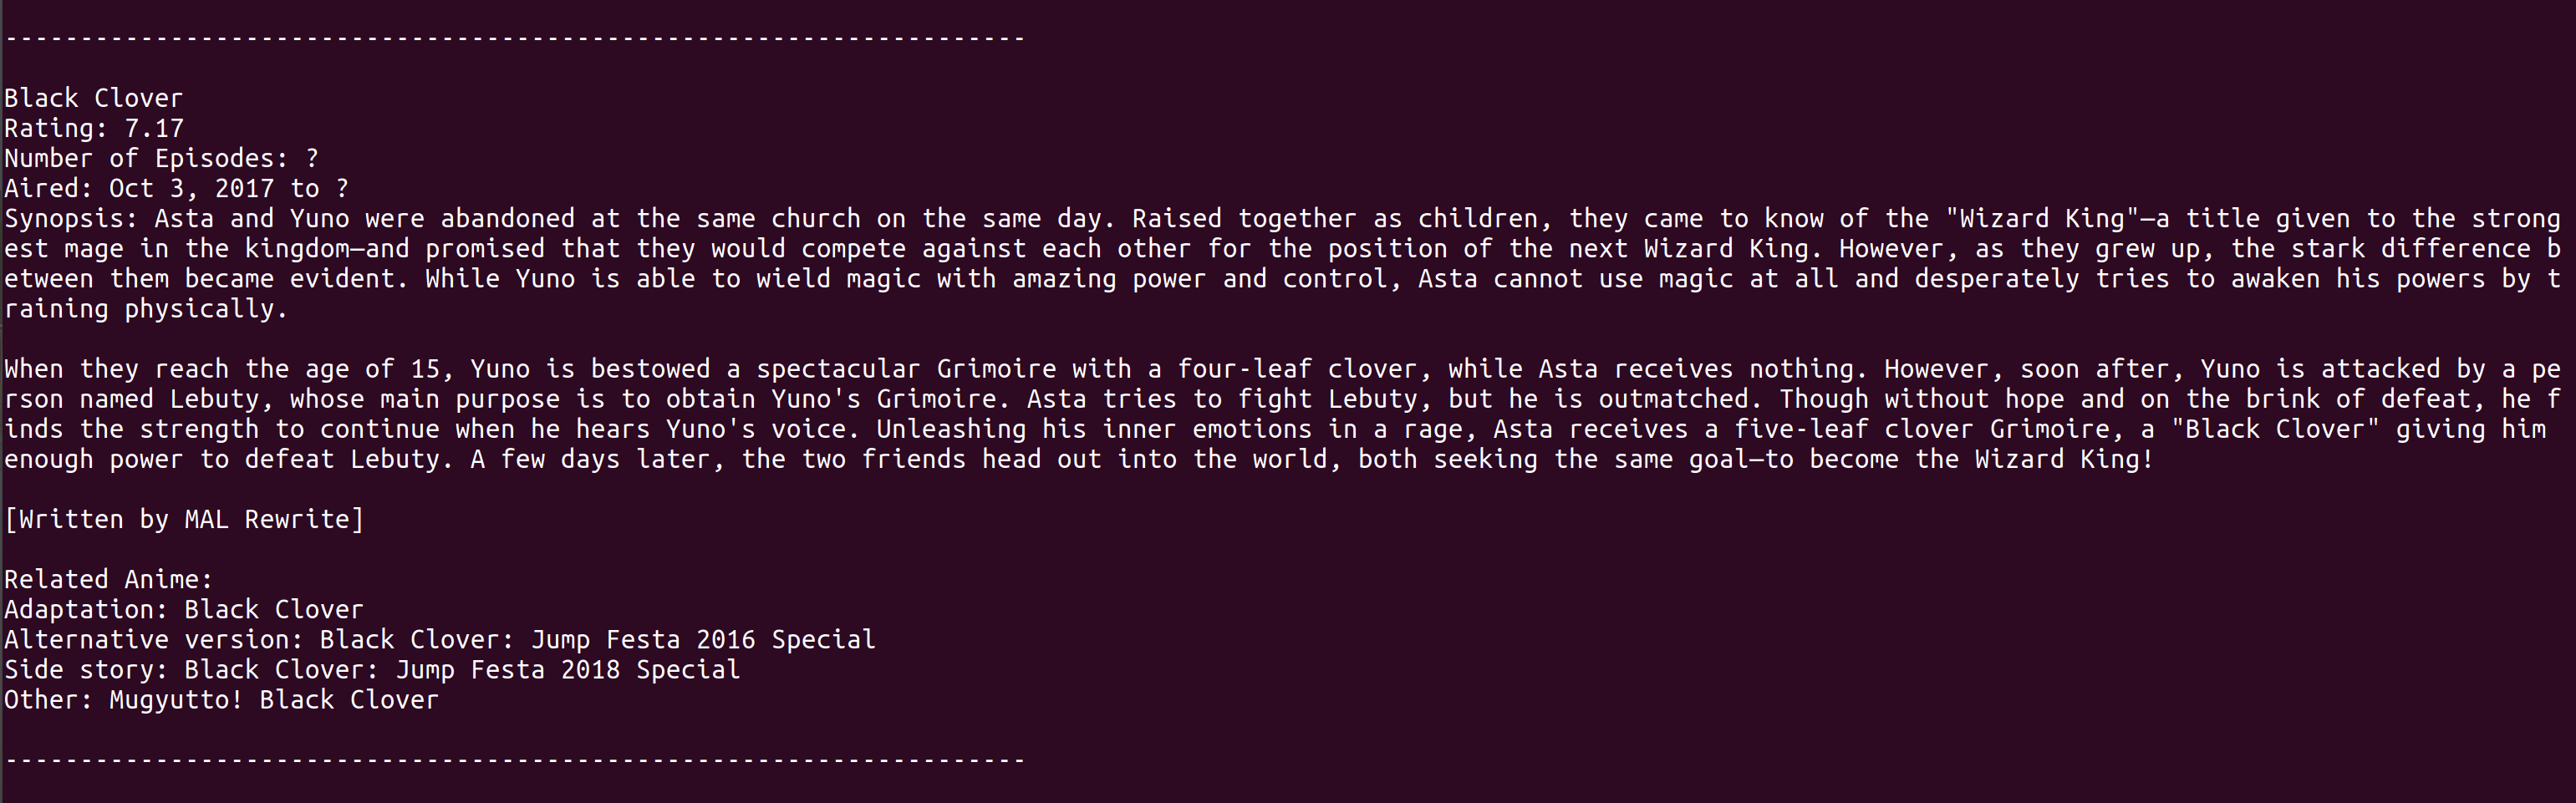 --------------------------------------------------------------------
Black Clover
Rating: 7.17
Number of Episodes: ?
Aired: Oct 3, 2017 to ?
Synopsis: Asta and Yuno were abandoned at the same church on the same day. Raised together as children, they came to know of the "Wizard King"—a title given to the strong
est mage in the kingdom—and promised that they would compete against each other for the position of the next Wizard King. However, as they grew up, the stark difference b
etween them became evident. While Yuno is able to wield magic with amazing power and control, Asta cannot use magic at all and desperately tries to awaken his powers by t
raining physically.
When they reach the age of 15, Yuno is bestowed a spectacular Grimoire with a four-leaf clover, while Asta receives nothing. However, soon after, Yuno is attacked by a pe
rson named Lebuty, whose main purpose is to obtain Yuno's Grimoire. Asta tries to fight Lebuty, but he is outmatched. Though without hope and on the brink of defeat, he f
inds the strength to continue when he hears Yuno's voice. Unleashing his inner emotions in a rage, Asta receives a five-leaf clover Grimoire, a "Black Clover" giving him
enough power to defeat Lebuty. A few days later, the two friends head out into the world, both seeking the same goal—to become the Wizard King!
[Written by MAL Rewrite]
Related Anime:
Adaptation: Black Clover
Alternative version: Black Clover: Jump Festa 2016 Special
Side story: Black Clover: Jump Festa 2018 Special
Other: Mugyutto! Black Clover
--------------------------------------------------------------------